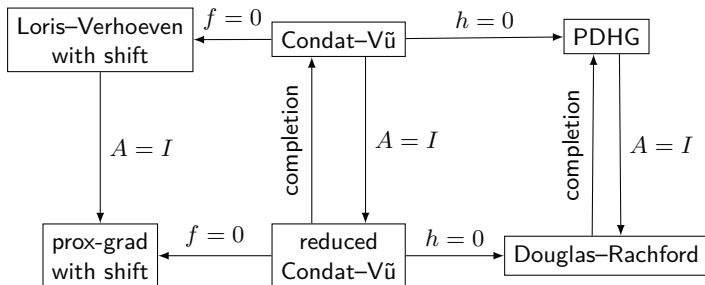 Loris–Verhoeven
with shift
f = 0
Condat–Vũ
h = 0
PDHG
A = I
completion
A = I
completion
A = I
prox-grad
with shift
f = 0
reduced
Condat–Vũ
h = 0
Douglas–Rachford